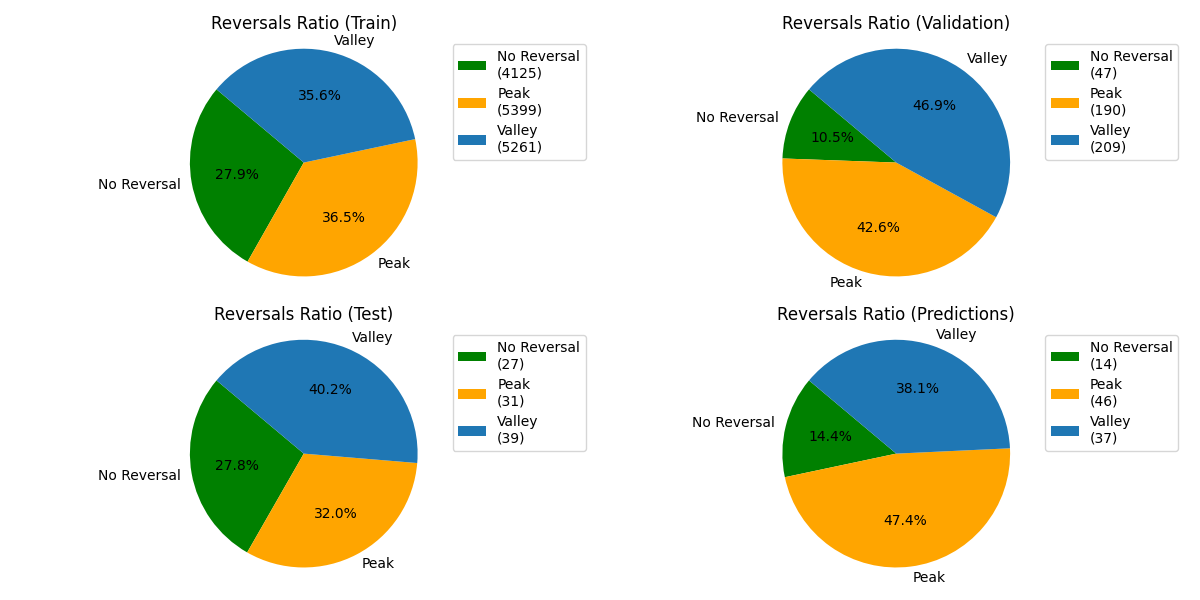 Reversals Ratio (Train)
Valley
35.6%
No Reversal
27.9%
36.5%
Peak
No Reversal
(4125)
Peak
(5399)
Valley
(5261)
Reversals Ratio (Validation)
Valley
46.9%
No Reversal
10.5%
42.6%
Peak
No Reversal
(47)
Peak
(190)
Valley
(209)
Reversals Ratio (Test)
Valley
40.2%
No Reversal
27.8%
32.0%
Peak
No Reversal
(27)
Peak
(31)
Valley
(39)
Reversals Ratio (Predictions)
Valley
38.1%
No Reversal
14.4%
47.4%
Peak
No Reversal
(14)
Peak
(46)
Valley
(37)